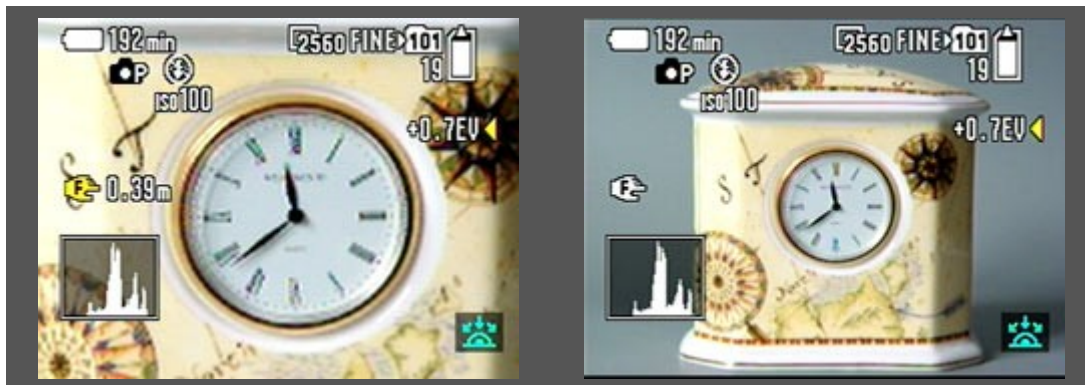 192min 2560 FINE 101
P 19
ISO100
+0.7EV
F 0.39m
192min 2560 FINE 101
P 19
ISO100
+0.7EV
F
S T